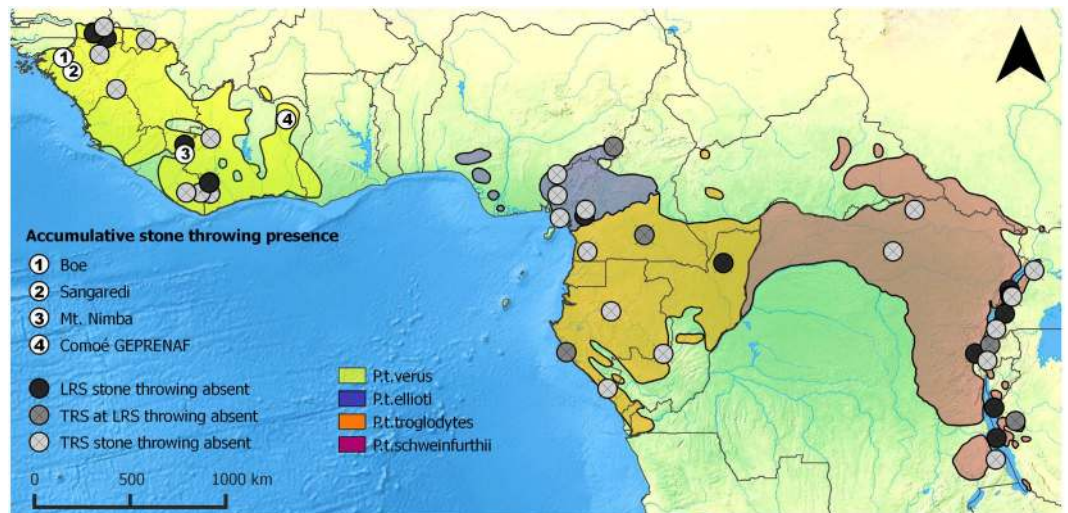 1
2
3
4
Accumulative stone throwing presence
1 Boe
2 Sangaredi
3 Mt. Nimba
4 Comoé GEPRENAF
LRS stone throwing absent
TRS at LRS throwing absent
TRS stone throwing absent
P.t.verus
P.t.ellioti
P.t.troglodytes
P.t.schweinfurthii
0 500 1000 km